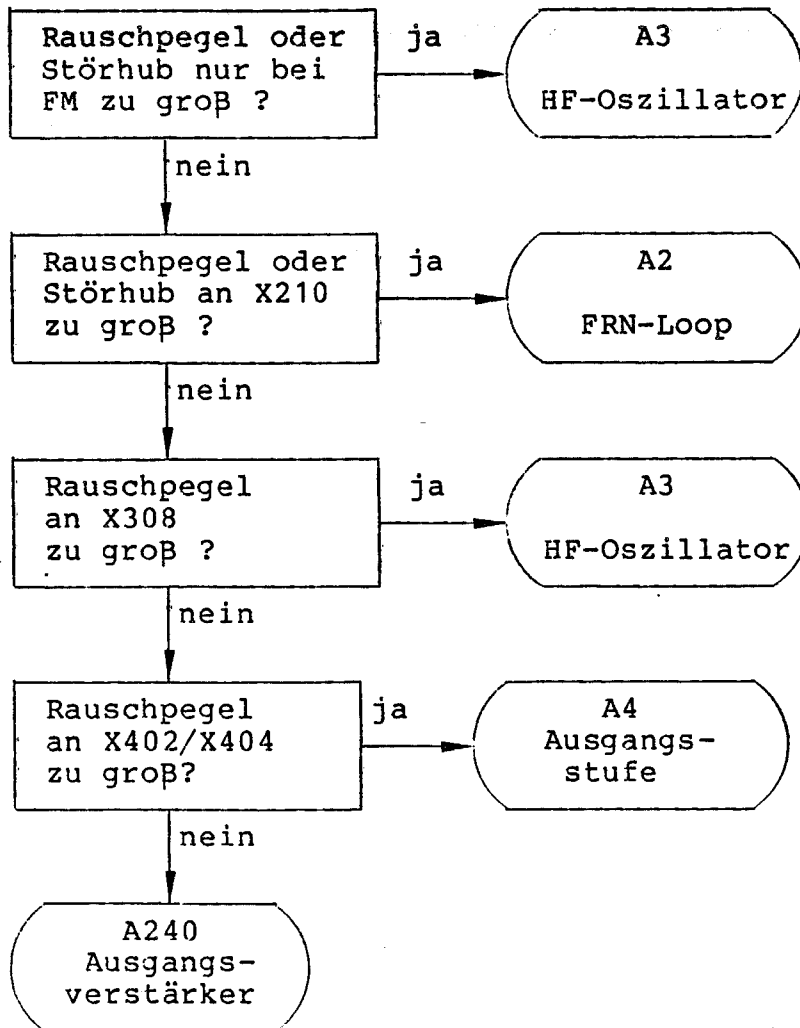 Rauschpegel oder
Störhub nur bei
FM zu groß ?
ja
A3
HF-Oszillator
nein
Rauschpegel oder
Störhub an X210
zu groß ?
ja
A2
FRN-Loop
nein
Rauschpegel
an X308
zu groß ?
ja
A3
HF-Oszillator
nein
Rauschpegel
an X402/X404
zu groß?
ja
A4
Ausgangs-
stufe
nein
A240
Ausgangs-
verstärker